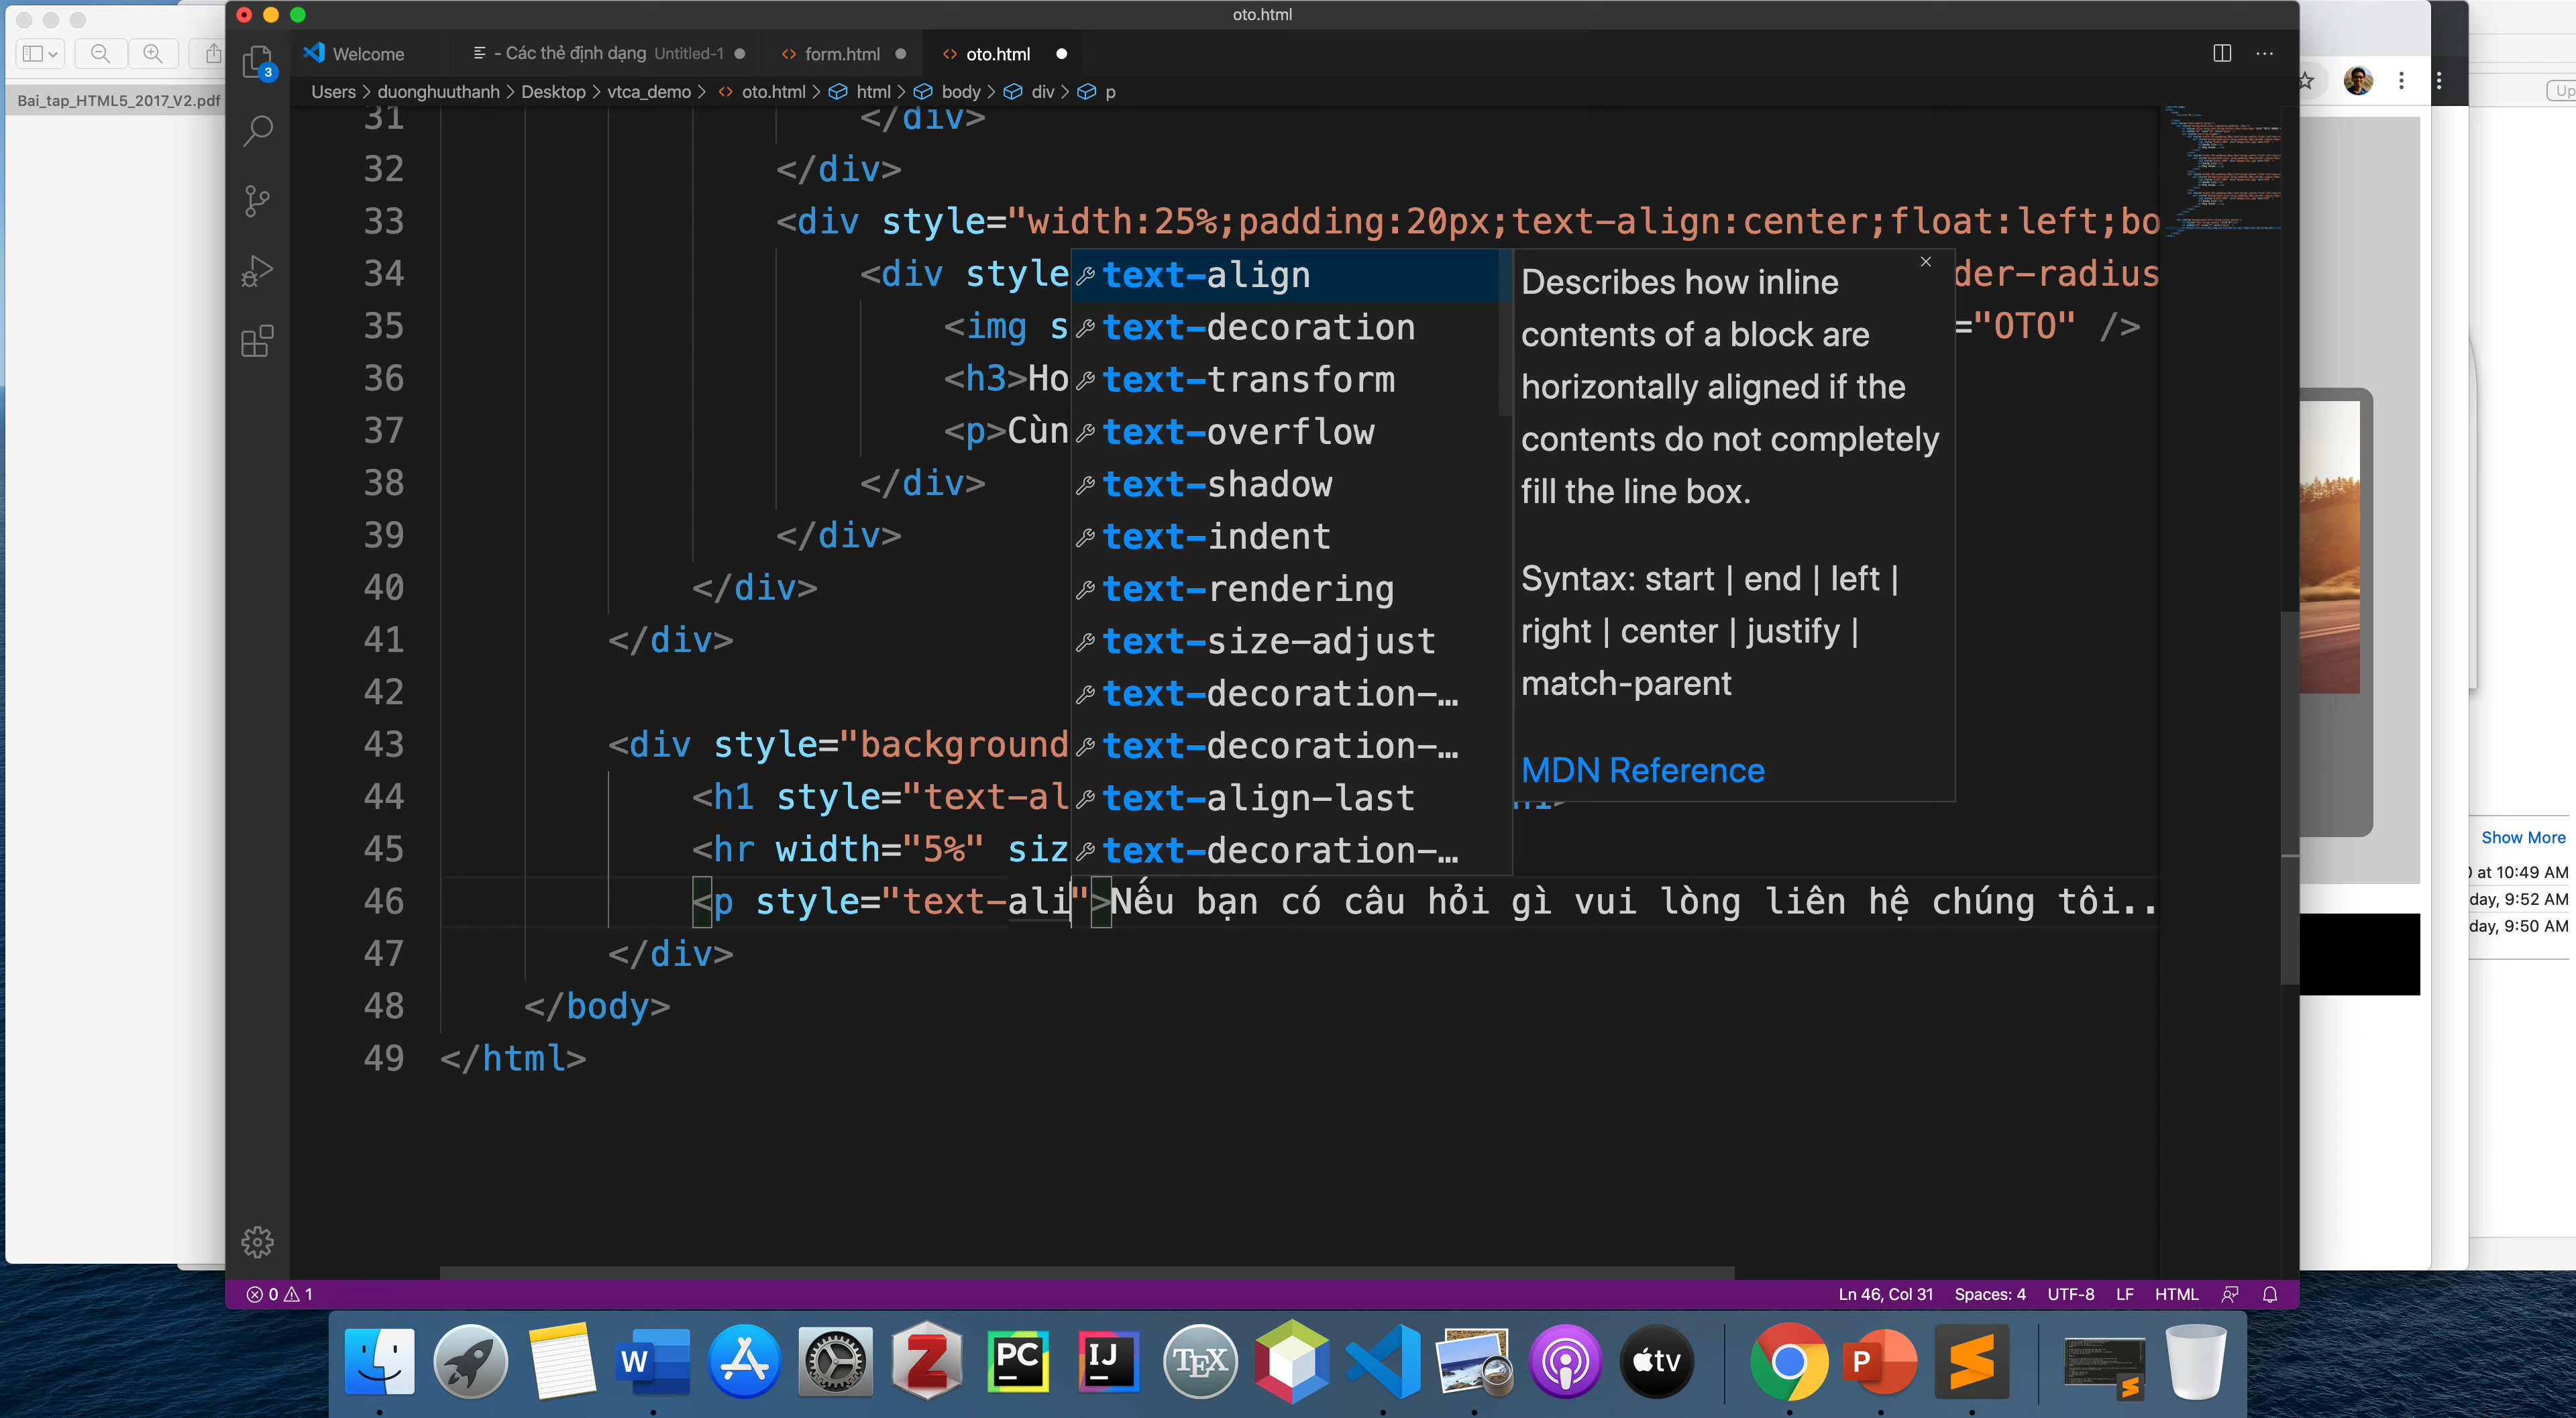 oto.html
Bai_tap_HTML5_2017_V2.pdf
Welcome
- Các thẻ định dạng Untitled-1
form.html
oto.html
Users > duonghuuthanh > Desktop > vtca_demo > oto.html > html > body > div > p
3
31 </div>
32 </div>
33 <div style="width:25%;padding:20px;text-align:center;float:left;bo
34 <div style der-radius
35 <img s ="OTO" />
36 <h3>Ho
37 <p>Cùn
38 </div>
39 </div>
40 </div>
41 </div>
42
43 <div style="background
44 <h1 style="text-al
45 <hr width="5%" siz
46 <p style="text-ali">Nếu bạn có câu hỏi gì vui lòng liên hệ chúng tôi..
47 </div>
48 </body>
49 </html>
text-align
text-decoration
text-transform
text-overflow
text-shadow
text-indent
text-rendering
text-size-adjust
text-decoration-…
text-decoration-…
text-align-last
text-decoration-…
Describes how inline
contents of a block are
horizontally aligned if the
contents do not completely
fill the line box.
Syntax: start | end | left |
right | center | justify |
match-parent
MDN Reference
Up
Show More
at 10:49 AM
day, 9:52 AM
day, 9:50 AM
0 1
Ln 46, Col 31 Spaces: 4 UTF-8 LF HTML
W
Z
PC
IJ
TEX
tv
P